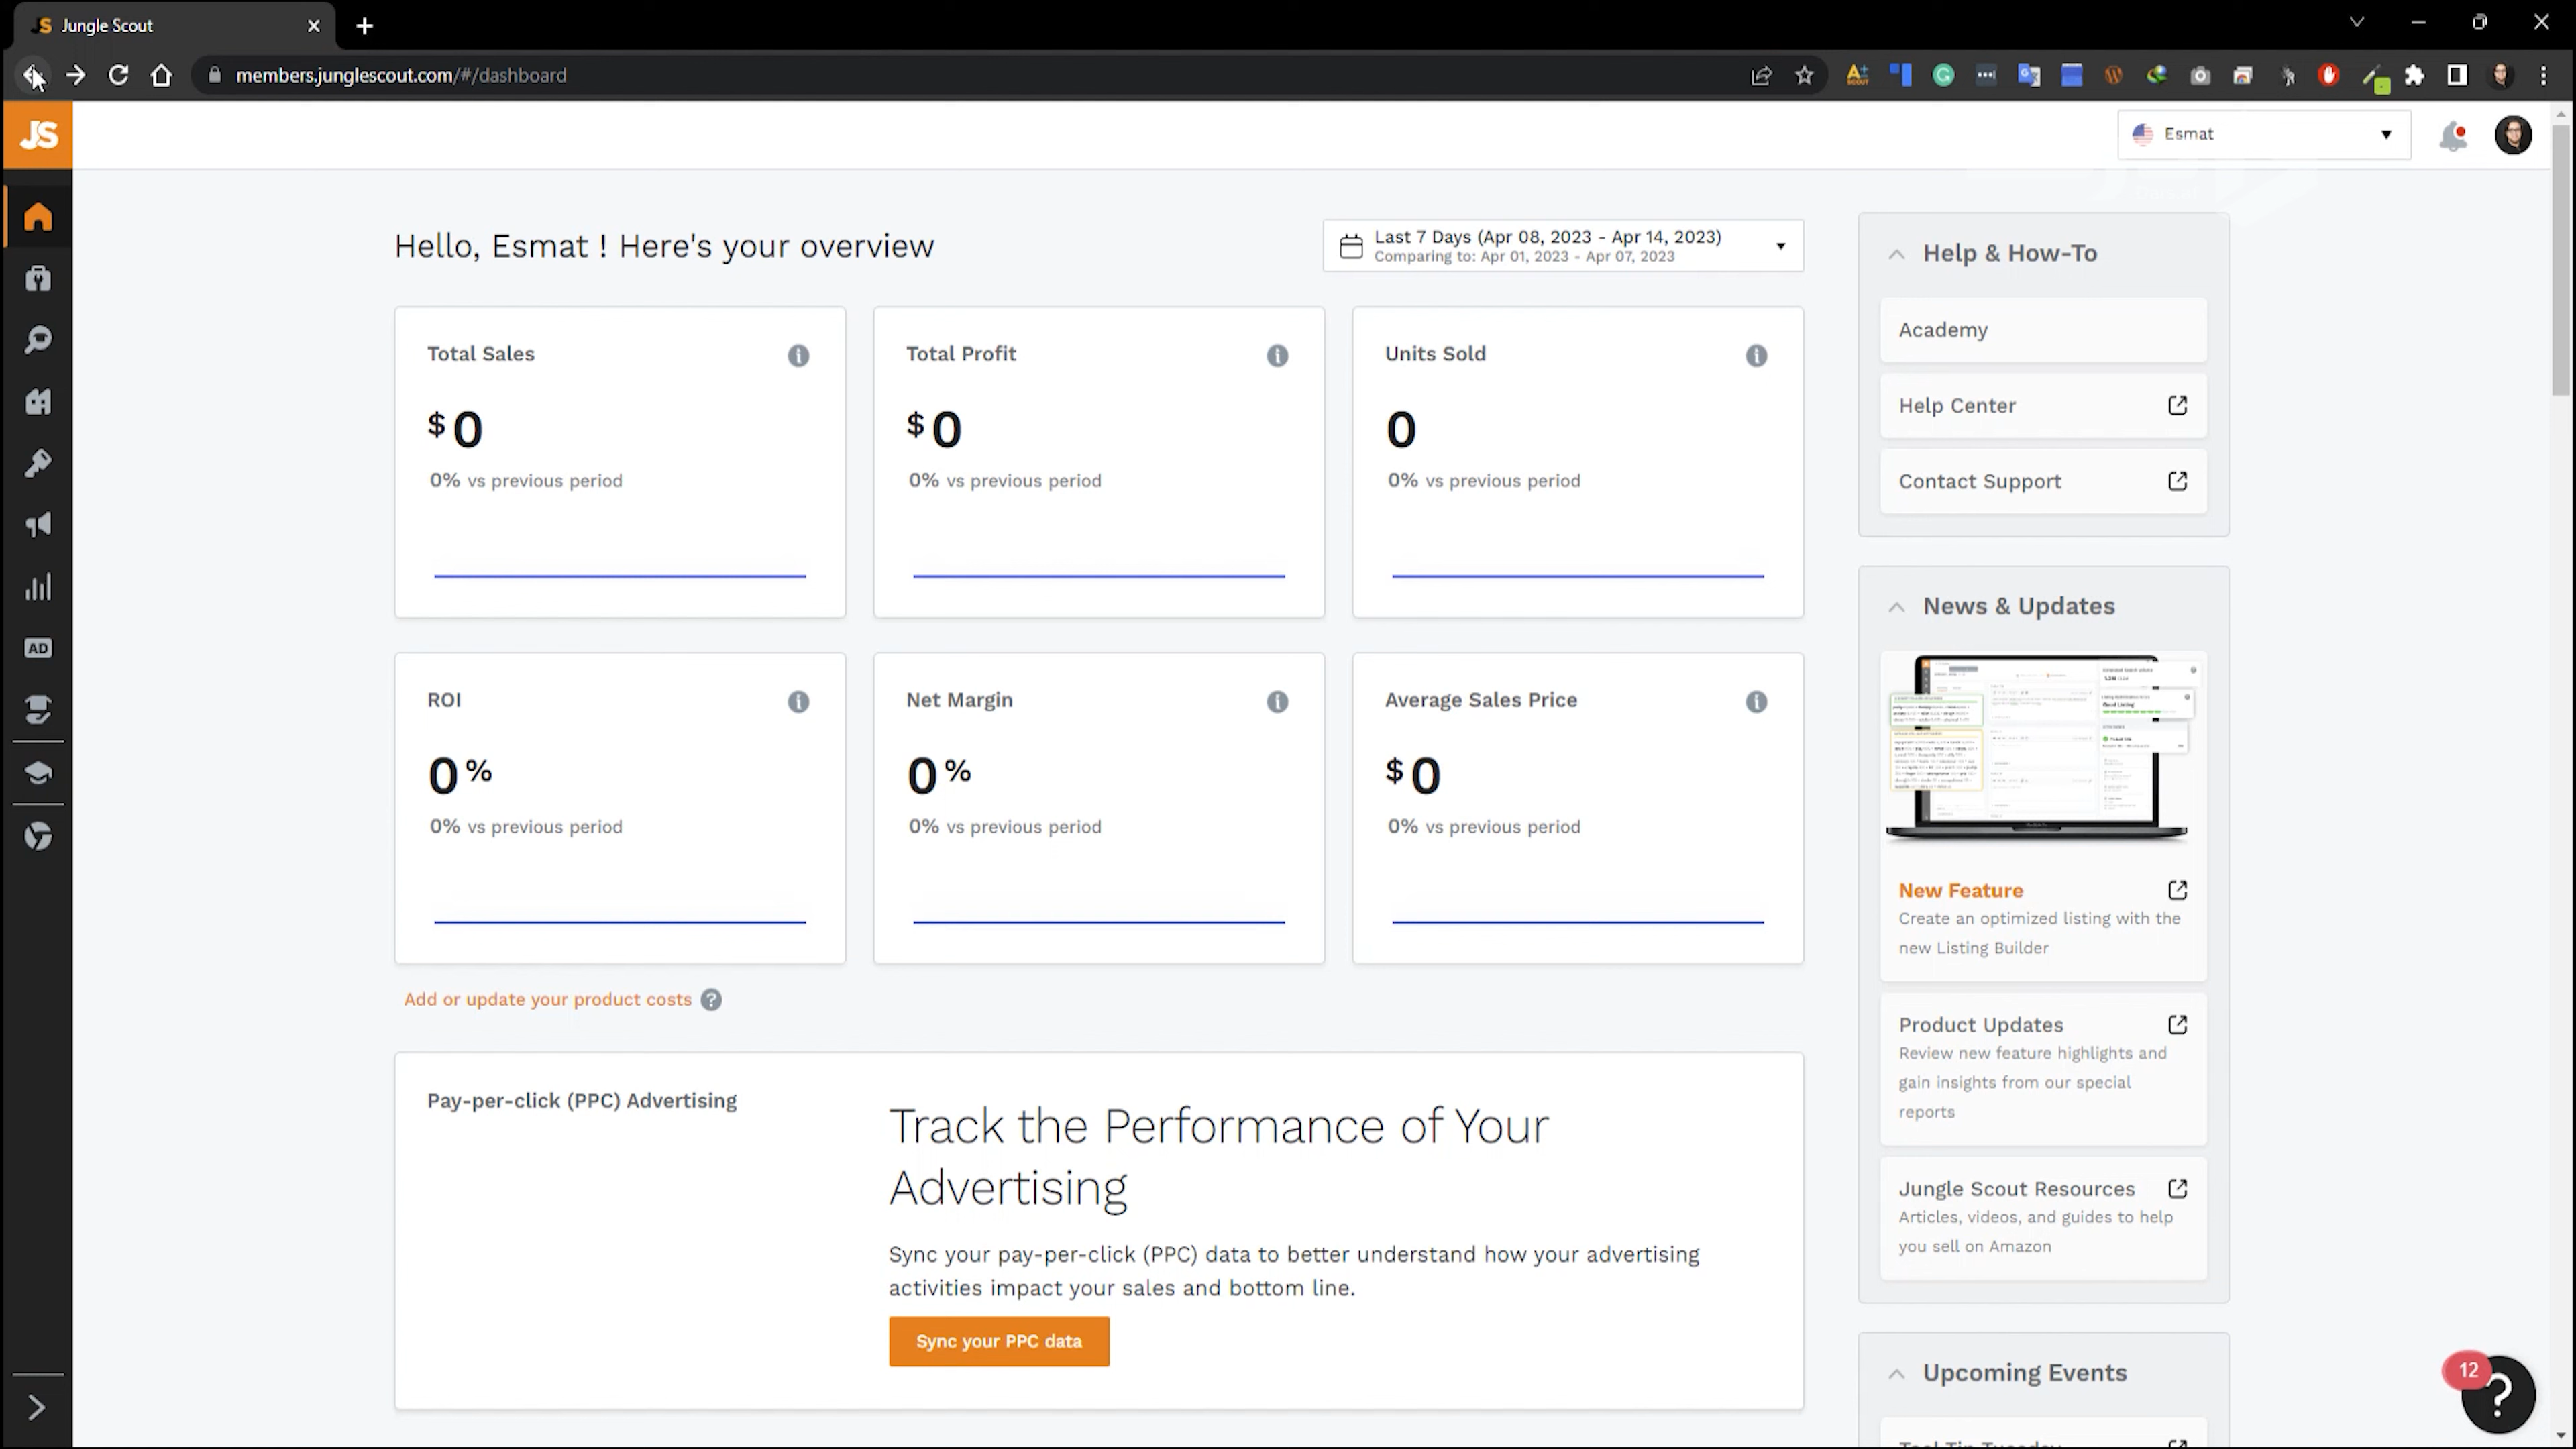 Jungle Scout
members.junglescout.com/#/dashboard
JS
Esmat
Hello, Esmat ! Here's your overview
Last 7 Days (Apr 08, 2023 - Apr 14, 2023)
Comparing to: Apr 01, 2023 - Apr 07, 2023
Total Sales
$ 0
0% vs previous period
Total Profit
$ 0
0% vs previous period
Units Sold
0
0% vs previous period
ROI
0 %
0% vs previous period
Net Margin
0 %
0% vs previous period
Average Sales Price
$ 0
0% vs previous period
Add or update your product costs
Pay-per-click (PPC) Advertising
Track the Performance of Your
Advertising
Sync your pay-per-click (PPC) data to better understand how your advertising
activities impact your sales and bottom line.
Sync your PPC data
AD
Help & How-To
Academy
Help Center
Contact Support
News & Updates
New Feature
Create an optimized listing with the
new Listing Builder
Product Updates
Review new feature highlights and
gain insights from our special
reports
Jungle Scout Resources
Articles, videos, and guides to help
you sell on Amazon
Upcoming Events
Tool Tip Tuesday
12
?